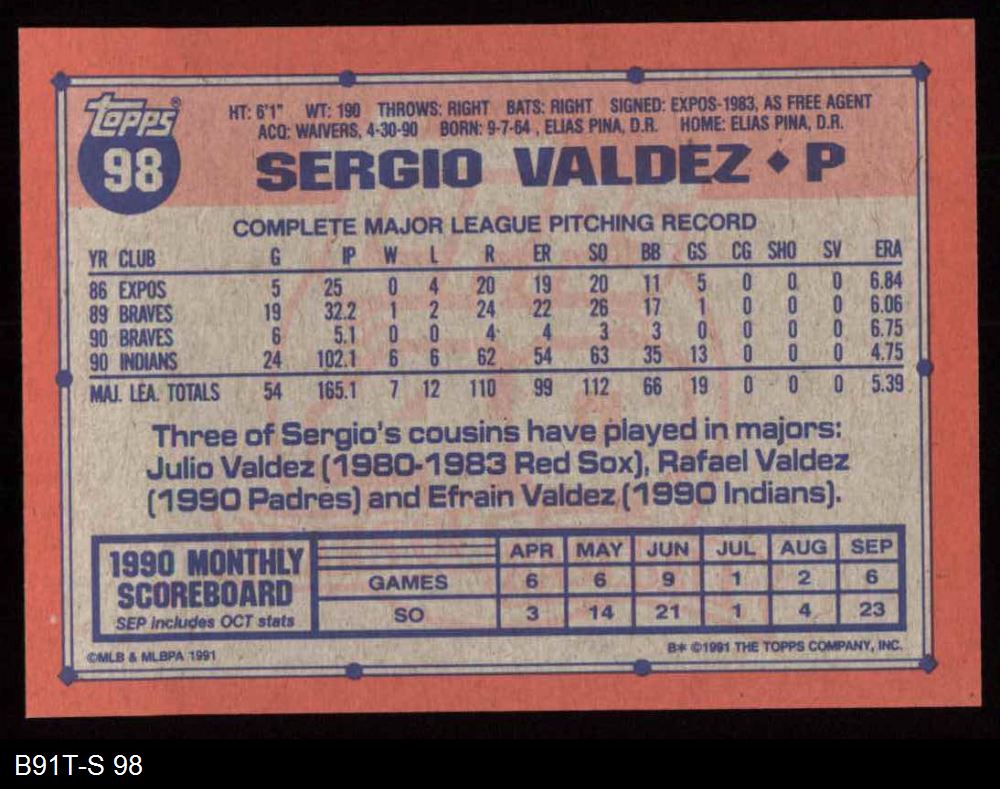 Topps®
98
HT: 6'1" WT: 190 THROWS: RIGHT BATS: RIGHT SIGNED: EXPOS-1983, AS FREE AGENT
ACQ: WAIVERS, 4-30-90 BORN: 9-7-64 , ELIAS PINA, D.R. HOME: ELIAS PINA, D.R.
SERGIO VALDEZ ♦ P
COMPLETE MAJOR LEAGUE PITCHING RECORD
YR CLUB G IP W L R ER SO BB GS CG SHO SV ERA
86 EXPOS 5 25 0 4 20 19 20 11 5 0 0 0 6.84
89 BRAVES 19 32.2 1 2 24 22 26 17 1 0 0 0 6.06
90 BRAVES 6 5.1 0 0 4 4 3 3 0 0 0 0 6.75
90 INDIANS 24 102.1 6 6 62 54 63 35 13 0 0 0 4.75
MAJ. LEA. TOTALS 54 165.1 7 12 110 99 112 66 19 0 0 0 5.39
Three of Sergio's cousins have played in majors:
Julio Valdez (1980-1983 Red Sox), Rafael Valdez
(1990 Padres) and Efrain Valdez (1990 Indians).
1990 MONTHLY
SCOREBOARD
SEP includes OCT stats
APR MAY JUN JUL AUG SEP
GAMES 6 6 9 1 2 6
SO 3 14 21 1 4 23
©MLB & MLBPA 1991
B* ©1991 THE TOPPS COMPANY, INC.
B91T-S 98